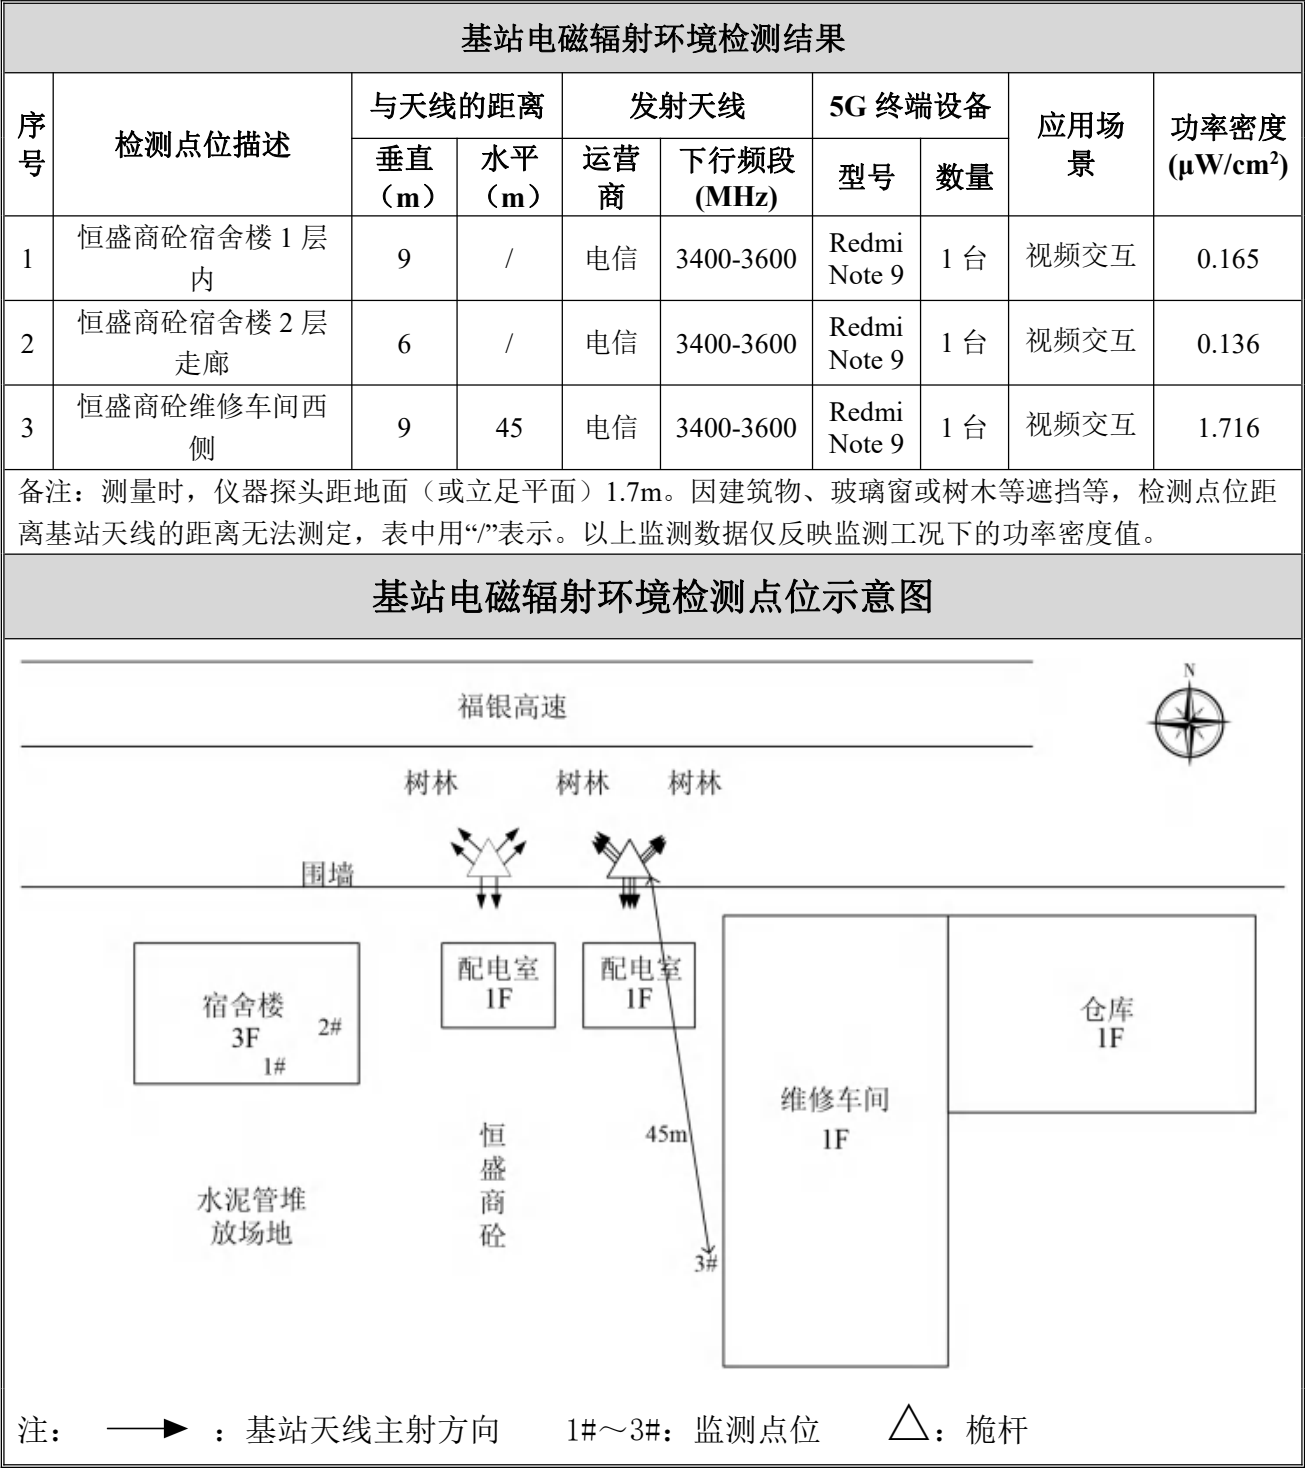 基站电磁辐射环境检测结果
序号 检测点位描述 与天线的距离 发射天线 5G 终端设备 应用场景 功率密度 (μW/cm²)
垂直（m） 水平（m） 运营商 下行频段 (MHz) 型号 数量
1 恒盛商砼宿舍楼 1 层内 9 / 电信 3400-3600 Redmi Note 9 1 台 视频交互 0.165
2 恒盛商砼宿舍楼 2 层走廊 6 / 电信 3400-3600 Redmi Note 9 1 台 视频交互 0.136
3 恒盛商砼维修车间西侧 9 45 电信 3400-3600 Redmi Note 9 1 台 视频交互 1.716
备注：测量时，仪器探头距地面（或立足平面）1.7m。因建筑物、玻璃窗或树木等遮挡等，检测点位距
离基站天线的距离无法测定，表中用“/”表示。以上监测数据仅反映监测工况下的功率密度值。
基站电磁辐射环境检测点位示意图
N
福银高速
树林 树林 树林
围墙
配电室
1F
配电室
1F
宿舍楼
3F
2#
1#
仓库
1F
维修车间
1F
45m
恒盛商砼
水泥管堆
放场地
3#
注： ：基站天线主射方向 1#～3#：监测点位 ：桅杆